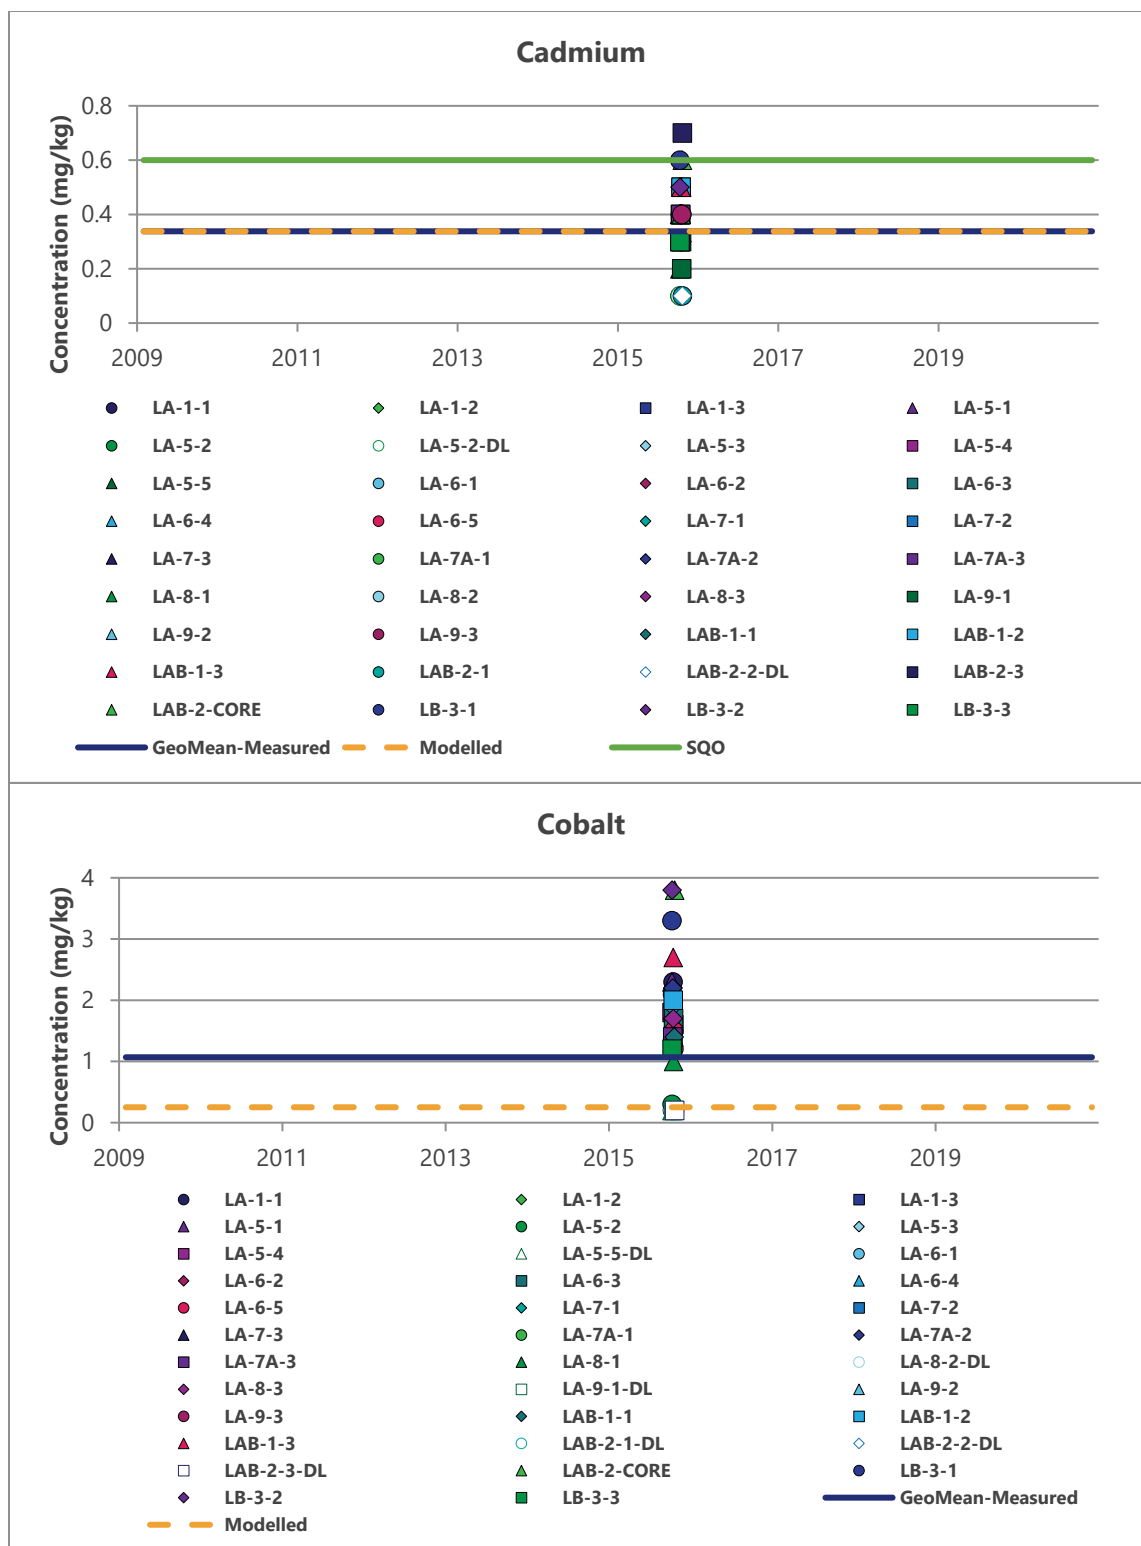 Cadmium
Concentration (mg/kg)
0.8
0.6
0.4
0.2
0
2009 2011 2013 2015 2017 2019
LA-1-1 LA-1-2 LA-1-3 LA-5-1
LA-5-2 LA-5-2-DL LA-5-3 LA-5-4
LA-5-5 LA-6-1 LA-6-2 LA-6-3
LA-6-4 LA-6-5 LA-7-1 LA-7-2
LA-7-3 LA-7A-1 LA-7A-2 LA-7A-3
LA-8-1 LA-8-2 LA-8-3 LA-9-1
LA-9-2 LA-9-3 LAB-1-1 LAB-1-2
LAB-1-3 LAB-2-1 LAB-2-2-DL LAB-2-3
LAB-2-CORE LB-3-1 LB-3-2 LB-3-3
GeoMean-Measured Modelled SQO
Cobalt
Concentration (mg/kg)
4
3
2
1
0
2009 2011 2013 2015 2017 2019
LA-1-1 LA-1-2 LA-1-3
LA-5-1 LA-5-2 LA-5-3
LA-5-4 LA-5-5-DL LA-6-1
LA-6-2 LA-6-3 LA-6-4
LA-6-5 LA-7-1 LA-7-2
LA-7-3 LA-7A-1 LA-7A-2
LA-7A-3 LA-8-1 LA-8-2-DL
LA-8-3 LA-9-1-DL LA-9-2
LA-9-3 LAB-1-1 LAB-1-2
LAB-1-3 LAB-2-1-DL LAB-2-2-DL
LAB-2-3-DL LAB-2-CORE LB-3-1
LB-3-2 LB-3-3 GeoMean-Measured
Modelled